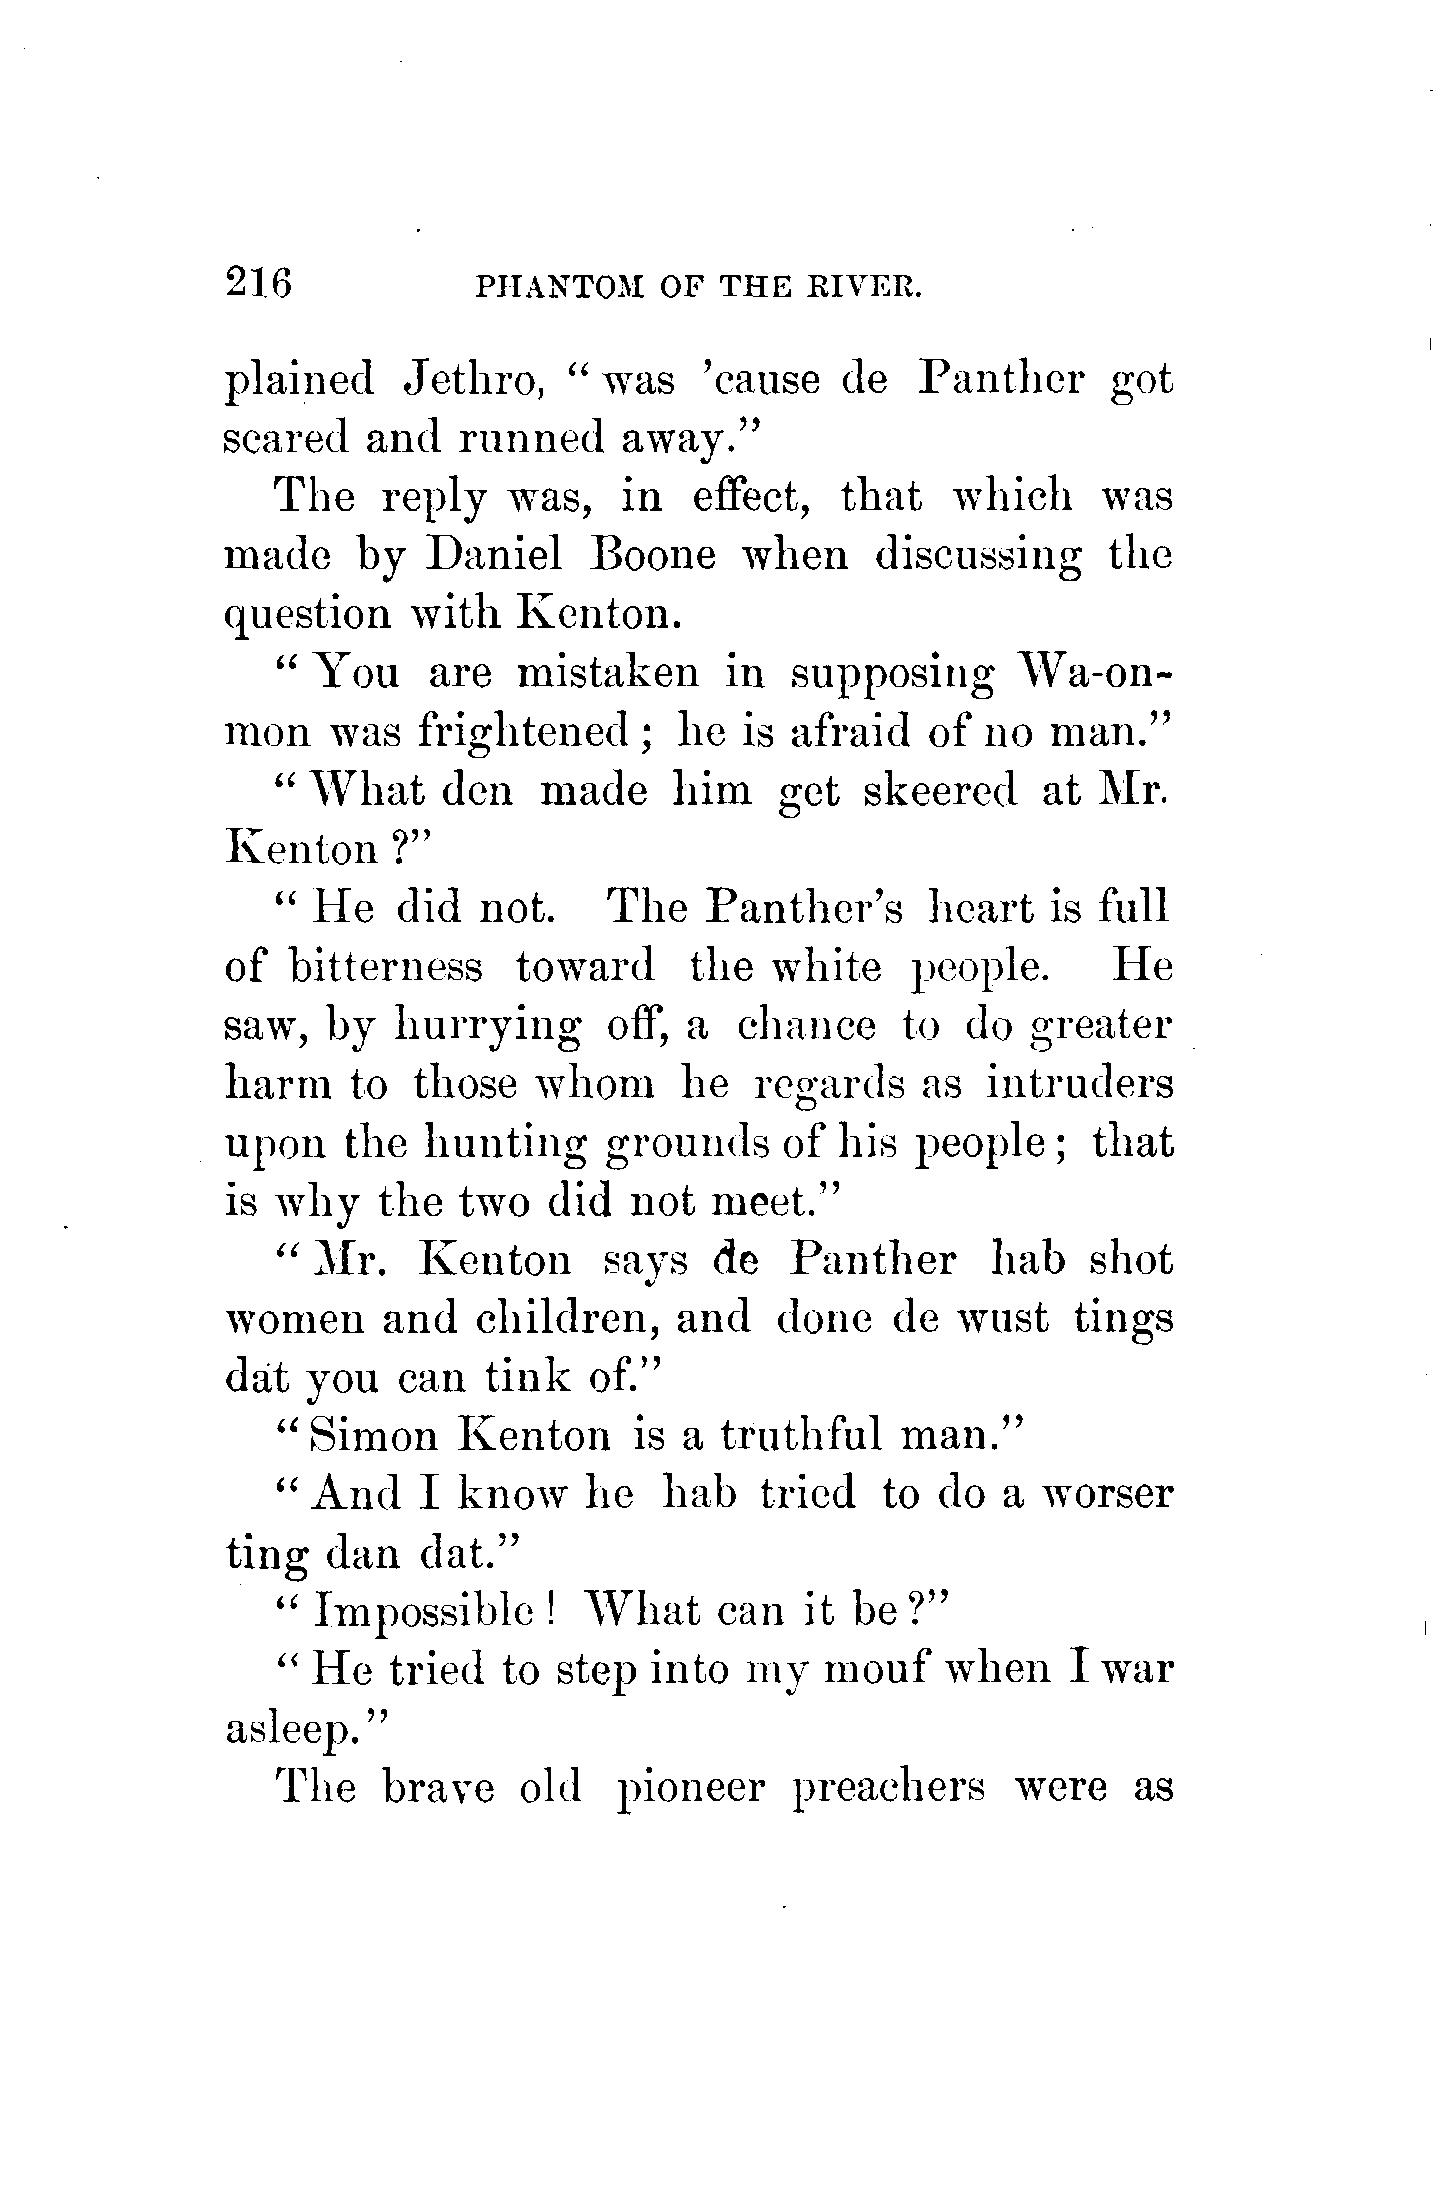 216 PHANTOM OF THE RIVER.
plained Jethro, “ was ’cause de Panther got
scared and runned away.”
The reply was, in effect, that which was
made by Daniel Boone when discussing the
question with Kenton.
“ You are mistaken in supposing Wa-on-
mon was frightened ; he is afraid of no man.”
“ What den made him get skeered at Mr.
Kenton ?”
“ He did not. The Panther’s heart is full
of bitterness toward the white people. He
saw, by hurrying off, a chance to do greater
harm to those whom he regards as intruders
upon the hunting grounds of his people ; that
is why the two did not meet.”
“ Mr. Kenton says de Panther hab shot
women and children, and done de wust tings
dat you can tink of.”
“ Simon Kenton is a truthful man.”
“ And I know he hab tried to do a worser
ting dan dat.”
“ Impossible ! What can it be ?”
“ He tried to step into my mouf when I war
asleep.”
The brave old pioneer preachers were as